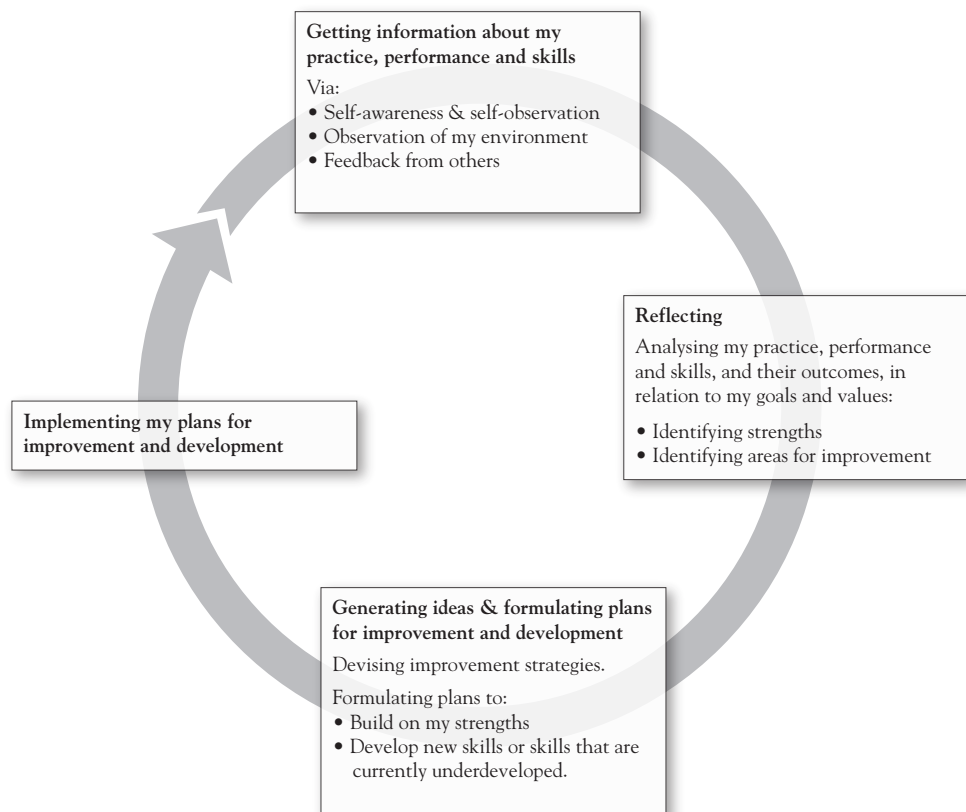 Getting information about my
practice, performance and skills
Via:
• Self-awareness & self-observation
• Observation of my environment
• Feedback from others
Reflecting
Analysing my practice, performance
and skills, and their outcomes, in
relation to my goals and values:
• Identifying strengths
• Identifying areas for improvement
Generating ideas & formulating plans
for improvement and development
Devising improvement strategies.
Formulating plans to:
• Build on my strengths
• Develop new skills or skills that are
currently underdeveloped.
Implementing my plans for
improvement and development